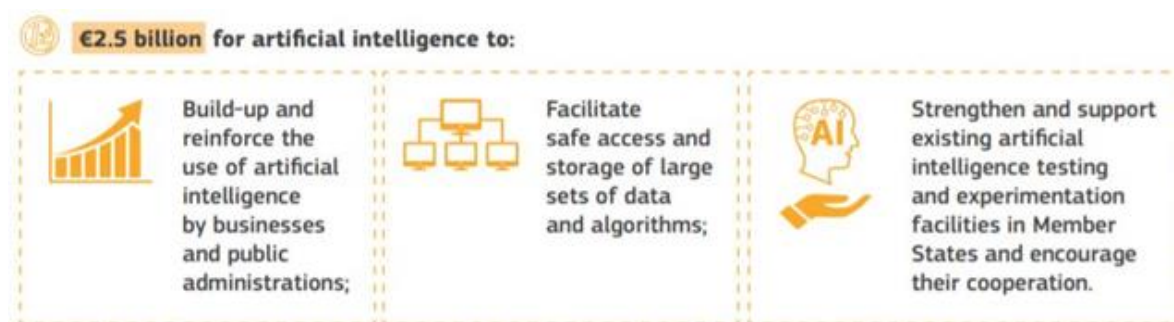 €2.5 billion for artificial intelligence to:
Build-up and
reinforce the
use of artificial
intelligence
by businesses
and public
administrations;
Facilitate
safe access and
storage of large
sets of data
and algorithms;
AI
Strengthen and support
existing artificial
intelligence testing
and experimentation
facilities in Member
States and encourage
their cooperation.